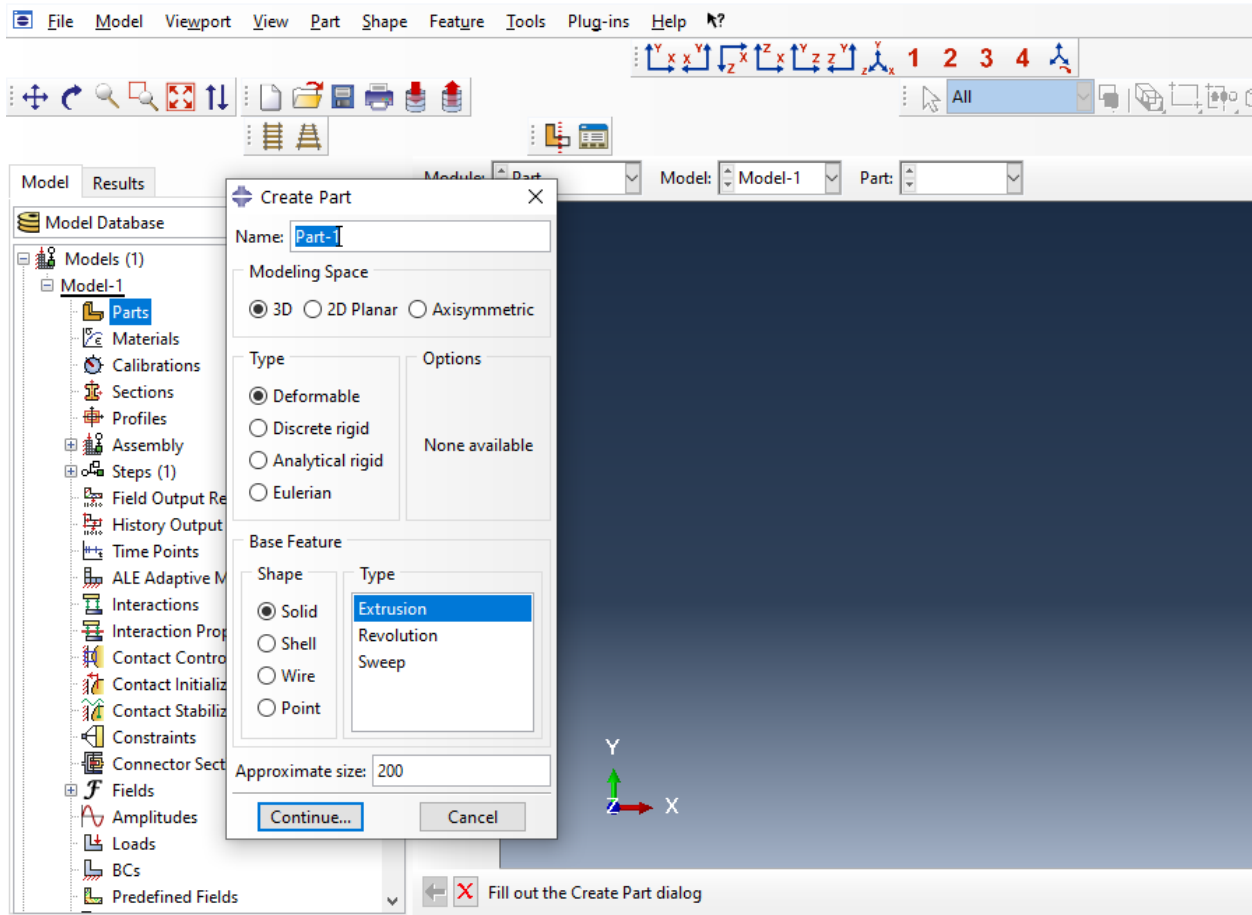 File Model Viewport View Part Shape Feature Tools Plug-ins Help
1 2 3 4
All
Model Results
Module: Part Model: Model-1 Part:
Model Database
Models (1)
Model-1
Parts
Materials
Calibrations
Sections
Profiles
Assembly
Steps (1)
Field Output Re
History Output
Time Points
ALE Adaptive M
Interactions
Interaction Prop
Contact Contro
Contact Initializ
Contact Stabiliz
Constraints
Connector Sect
Fields
Amplitudes
Loads
BCs
Predefined Fields
Create Part
Name: Part-1
Modeling Space
3D 2D Planar Axisymmetric
Type Options
Deformable
Discrete rigid
Analytical rigid
Eulerian
None available
Base Feature
Shape Type
Solid
Shell
Wire
Point
Extrusion
Revolution
Sweep
Approximate size: 200
Continue... Cancel
Y
Z X
Fill out the Create Part dialog